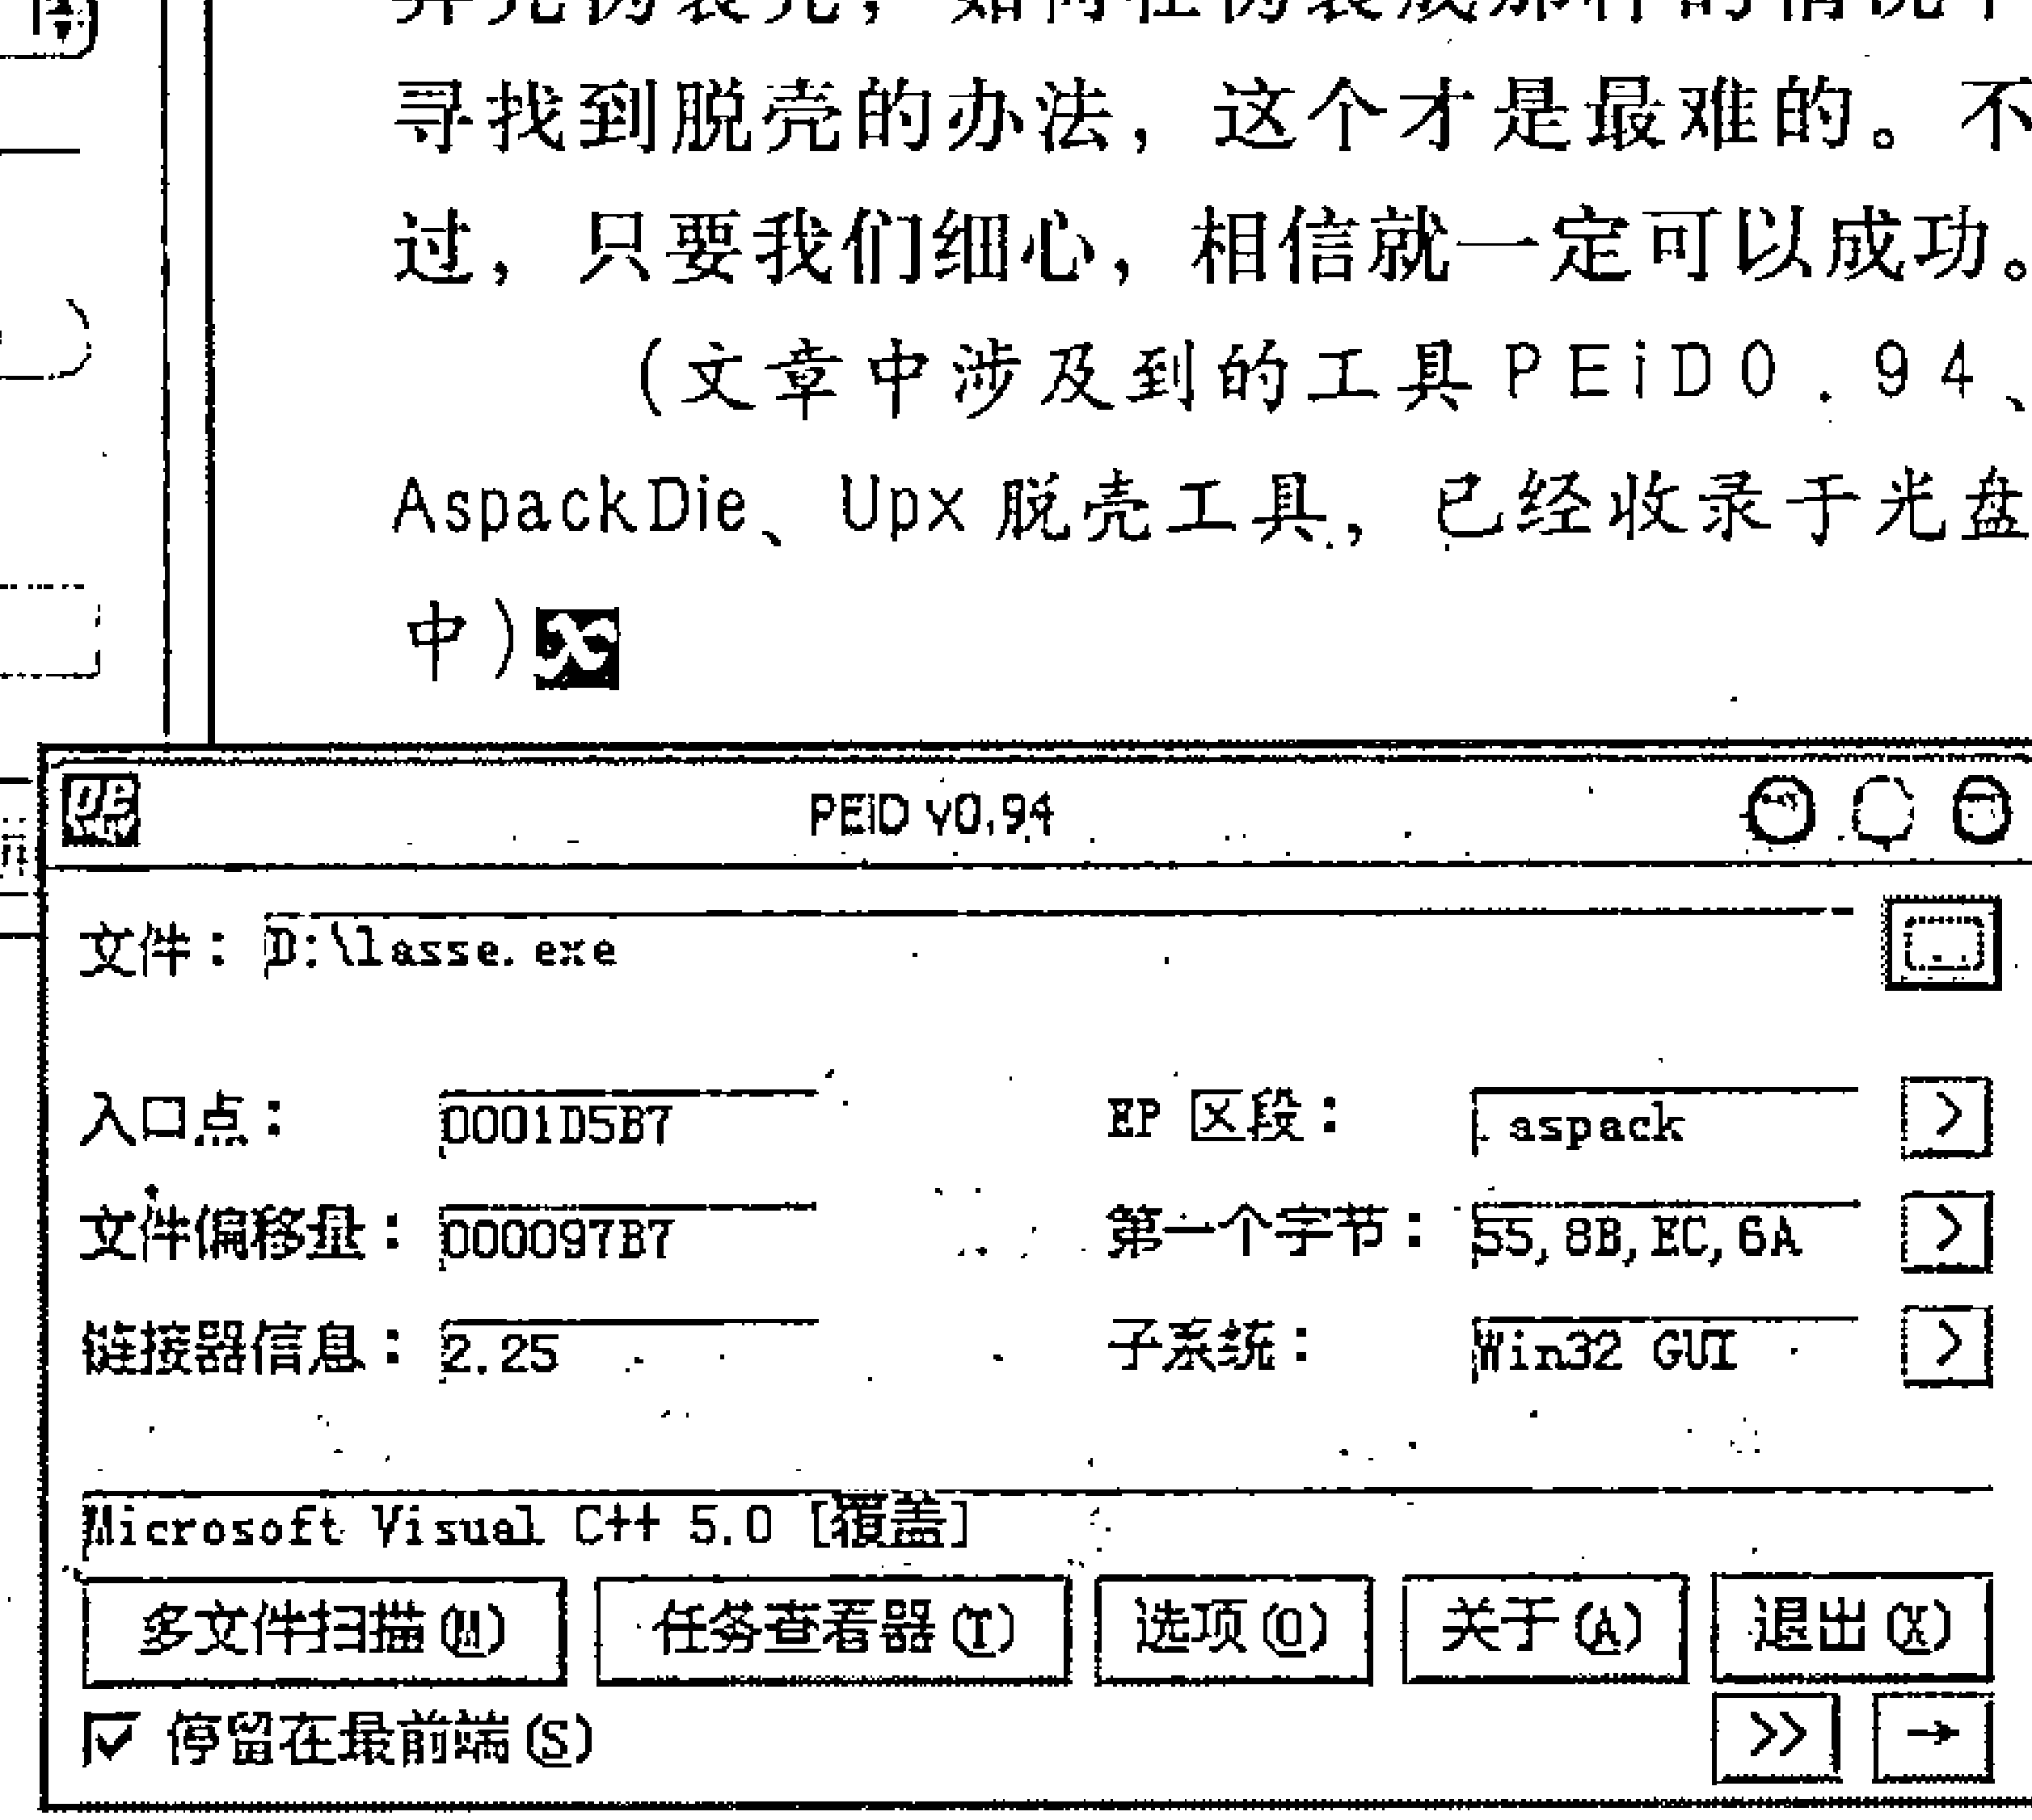 寻找到脱壳的办法，这个才是最难的。不
过，只要我们细心，相信就一定可以成功。
（文章中涉及到的工具PEiD0.94、
AspackDie、Upx脱壳工具，已经收录于光盘
中）
PEiD v0.94
文件： D:\lasse.exe
入口点： 0001D5B7 EP 区段： .aspack >
文件偏移量： 000097B7 第一个字节： 55,8B,EC,6A >
链接器信息： 2.25 子系统： Win32 GUI >
Microsoft Visual C++ 5.0 [覆盖]
多文件扫描(M) 任务查看器(T) 选项(O) 关于(A) 退出(X)
停留在最前端(S) >> →